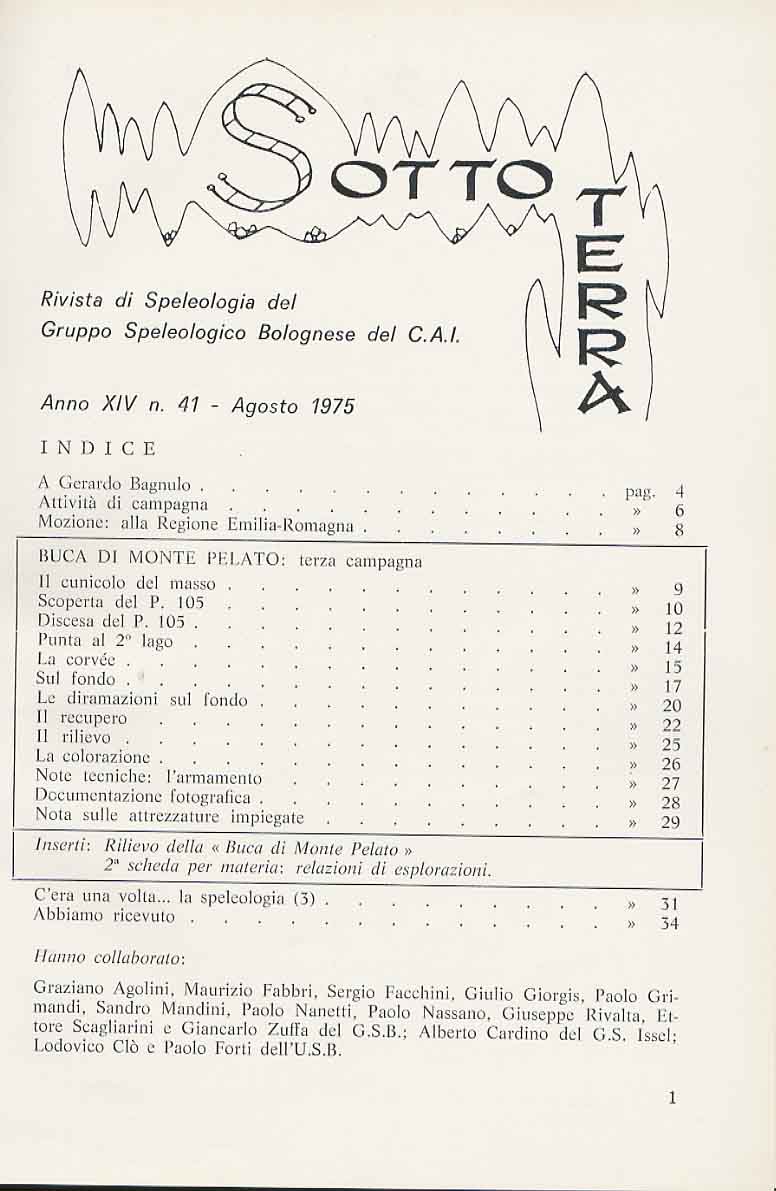 SOTTO
TERRA
Rivista di Speleologia del
Gruppo Speleologico Bolognese del C.A.I.
Anno XIV n. 41 - Agosto 1975
INDICE
A Gerardo Bagnulo . . . . . . . . . . . . . pag. 4
Attività di campagna . . . . . . . . . . . . » 6
Mozione: alla Regione Emilia-Romagna . . . . . . . . » 8
BUCA DI MONTE PELATO: terza campagna
Il cunicolo del masso . . . . . . . . . . . . » 9
Scoperta del P. 105 . . . . . . . . . . . . » 10
Discesa del P. 105 . . . . . . . . . . . . . » 12
Punta al 2° lago . . . . . . . . . . . . . » 14
La corvée . . . . . . . . . . . . . . . » 15
Sul fondo . . . . . . . . . . . . . . . » 17
Le diramazioni sul fondo . . . . . . . . . . . » 20
Il recupero . . . . . . . . . . . . . . » 22
Il rilievo . . . . . . . . . . . . . . . » 25
La colorazione . . . . . . . . . . . . . . » 26
Note tecniche: l'armamento . . . . . . . . . . » 27
Documentazione fotografica . . . . . . . . . . . » 28
Nota sulle attrezzature impiegate . . . . . . . . . » 29
Inserti: Rilievo della « Buca di Monte Pelato »
2ª scheda per materia: relazioni di esplorazioni.
C'era una volta... la speleologia (3) . . . . . . . . . » 31
Abbiamo ricevuto . . . . . . . . . . . . . » 34
Hanno collaborato:
Graziano Agolini, Maurizio Fabbri, Sergio Facchini, Giulio Giorgis, Paolo Gri-
mandi, Sandro Mandini, Paolo Nanetti, Paolo Nassano, Giuseppe Rivalta, Et-
tore Scagliarini e Giancarlo Zuffa del G.S.B.; Alberto Cardino del G.S. Issel;
Lodovico Clò e Paolo Forti dell'U.S.B.
1